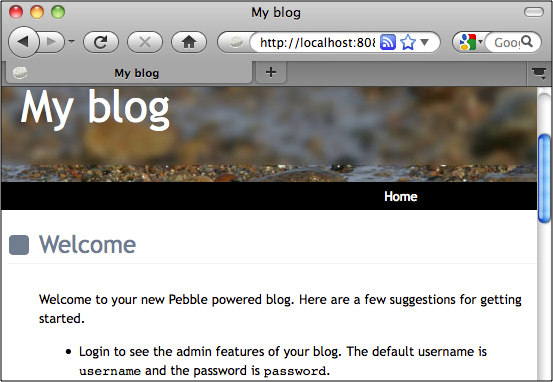 My blog
http://localhost:808
Goo
My blog
My blog
Home
Welcome
Welcome to your new Pebble powered blog. Here are a few suggestions for getting
started.
• Login to see the admin features of your blog. The default username is
username and the password is password.